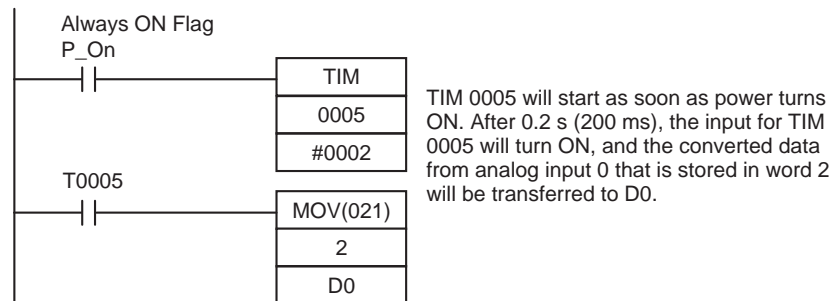 Always ON Flag
P_On
TIM
0005
#0002
TIM 0005 will start as soon as power turns
ON. After 0.2 s (200 ms), the input for TIM
0005 will turn ON, and the converted data
from analog input 0 that is stored in word 2
will be transferred to D0.
T0005
MOV(021)
2
D0